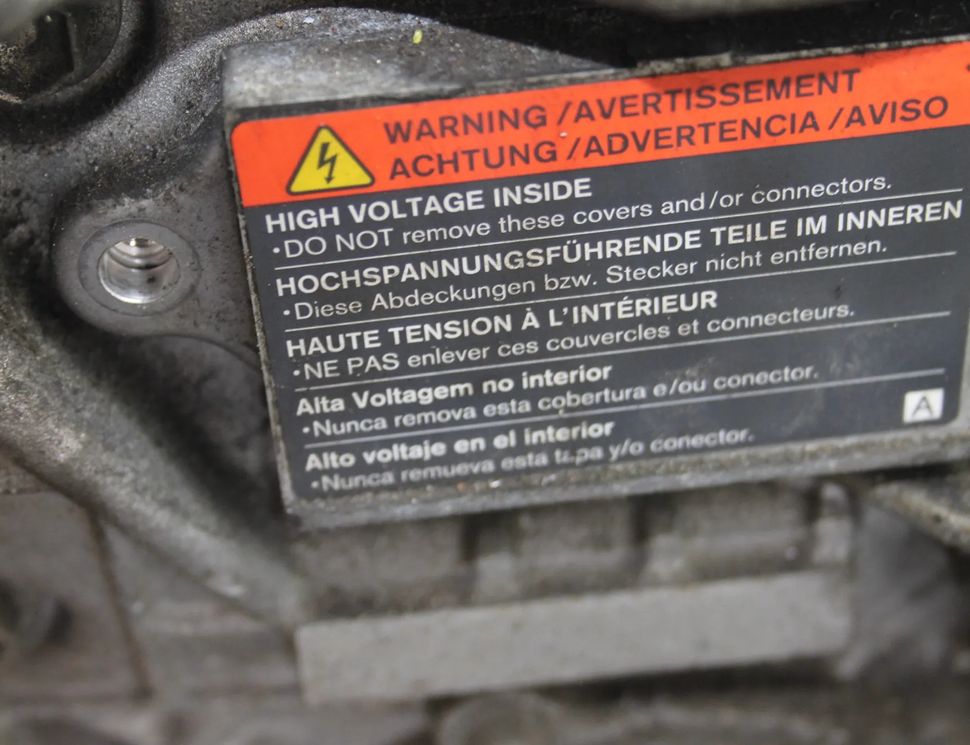 WARNING /AVERTISSEMENT
ACHTUNG /ADVERTENCIA /AVISO
HIGH VOLTAGE INSIDE
•DO NOT remove these covers and/or connectors.
HOCHSPANNUNGSFÜHRENDE TEILE IM INNEREN
•Diese Abdeckungen bzw. Stecker nicht entfernen.
HAUTE TENSION À L'INTÉRIEUR
•NE PAS enlever ces couvercles et connecteurs.
Alta Voltagem no interior
•Nunca remova esta cobertura e/ou conector.
Alto voltaje en el interior
•Nunca remueva esta tapa y/o conector.
A